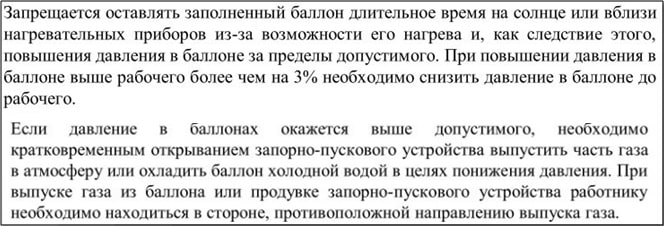 Запрещается оставлять заполненный баллон длительное время на солнце или вблизи
нагревательных приборов из-за возможности его нагрева и, как следствие этого,
повышения давления в баллоне за пределы допустимого. При повышении давления в
баллоне выше рабочего более чем на 3% необходимо снизить давление в баллоне до
рабочего.
Если давление в баллонах окажется выше допустимого, необходимо
кратковременным открыванием запорно-пускового устройства выпустить часть газа
в атмосферу или охладить баллон холодной водой в целях понижения давления. При
выпуске газа из баллона или продувке запорно-пускового устройства работнику
необходимо находиться в стороне, противоположной направлению выпуска газа.